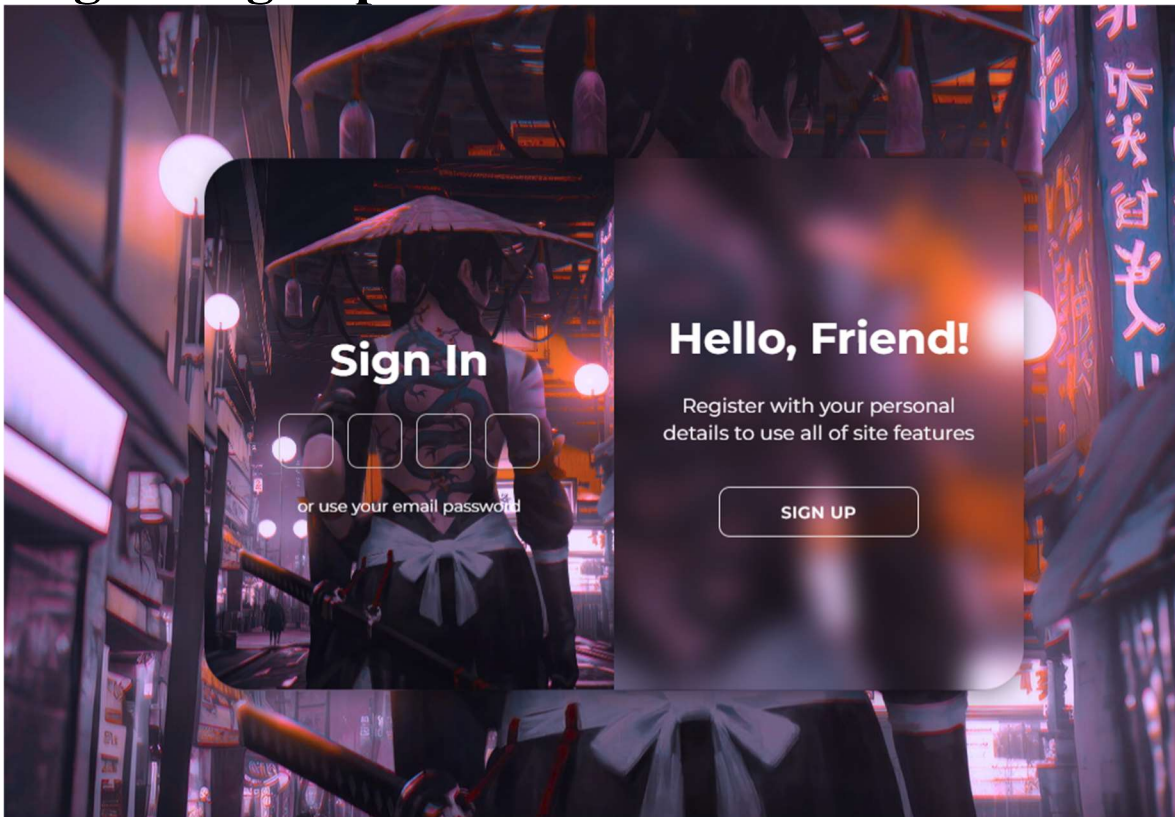 Sign In
or use your email password
Hello, Friend!
Register with your personal
details to use all of site features
SIGN UP